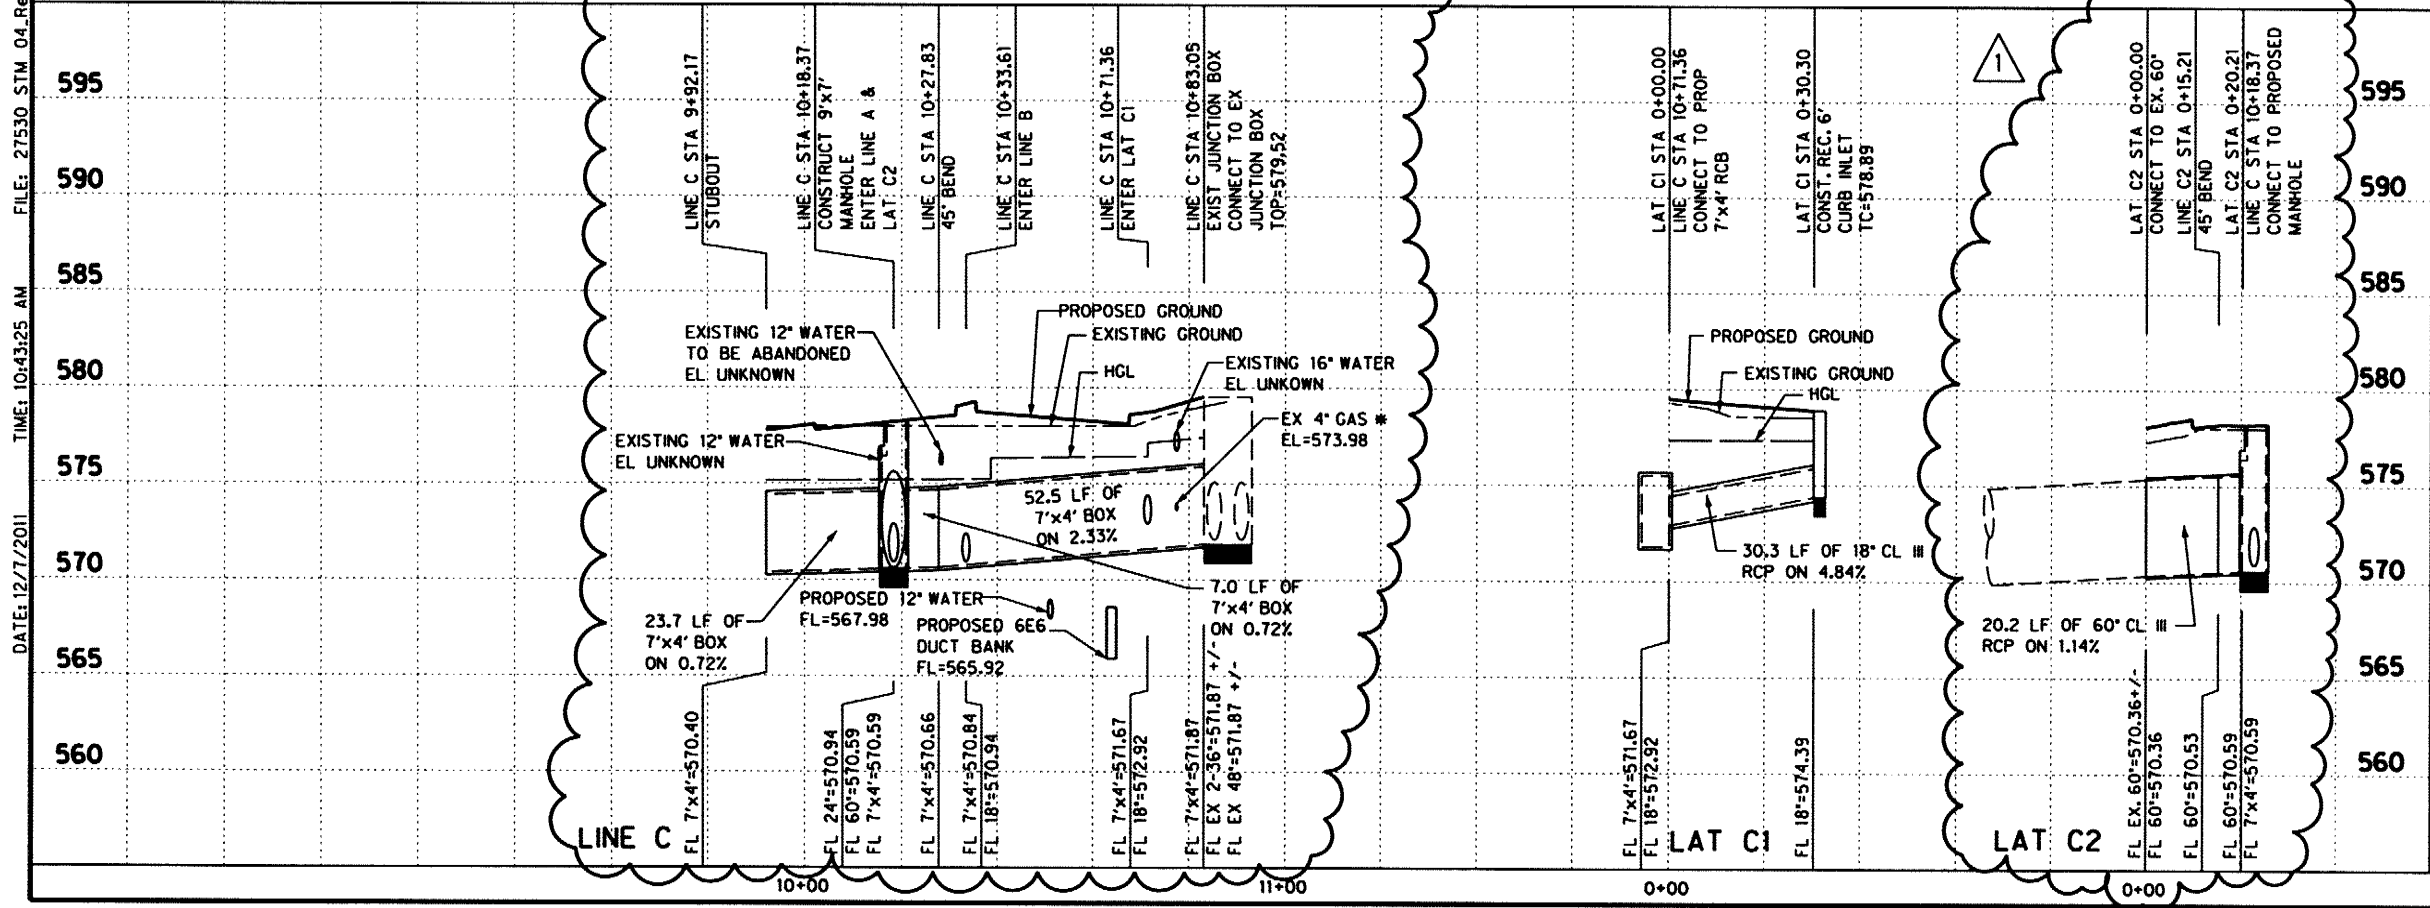 DATE: 12/7/2011 TIME: 10:43:25 AM FILE: 27530 STM 04_Re
595
590
585
580
575
570
565
560
LINE C STA 9+92.17
STUBOUT
LINE C STA 10+18.37
CONSTRUCT 9'x7'
MANHOLE
ENTER LINE A &
LAT C2
LINE C STA 10+27.83
45° BEND
LINE C STA 10+33.61
ENTER LINE B
LINE C STA 10+71.36
ENTER LAT C1
LINE C STA 10+83.05
EXIST JUNCTION BOX
CONNECT TO EX
JUNCTION BOX
TOP=579.52
EXISTING 12" WATER
TO BE ABANDONED
EL UNKNOWN
PROPOSED GROUND
EXISTING GROUND
HGL
EXISTING 16" WATER
EL UNKOWN
EX 4" GAS *
EL=573.98
EXISTING 12" WATER
EL UNKNOWN
52.5 LF OF
7'x4' BOX
ON 2.33%
7.0 LF OF
7'x4' BOX
ON 0.72%
23.7 LF OF
7'x4' BOX
ON 0.72%
PROPOSED 12" WATER
FL=567.98
PROPOSED 6E6
DUCT BANK
FL=565.92
FL 7'x4'=570.40
FL 24"=570.94
FL 60"=570.59
FL 7'x4'=570.59
FL 7'x4'=570.66
FL 7'x4'=570.84
FL 18"=570.94
FL 7'x4'=571.67
FL 18"=572.92
FL 7'x4'=571.87
FL EX 2-36"=571.87 +/-
FL EX 48"=571.87 +/-
LINE C
10+00
11+00
LAT C1 STA 0+00.00
LINE C STA 10+71.36
CONNECT TO PROP
7'x4' RCB
LAT C1 STA 0+30.30
CONST. REC. 6'
CURB INLET
TC=578.89
PROPOSED GROUND
EXISTING GROUND
HGL
30.3 LF OF 18" CL III
RCP ON 4.84%
FL 7'x4'=571.67
FL 18"=572.92
FL 18"=574.39
LAT C1
0+00
1
LAT C2 STA 0+00.00
CONNECT TO EX. 60"
LINE C2 STA 0+15.21
45° BEND
LAT C2 STA 0+20.21
LINE C STA 10+18.37
CONNECT TO PROPOSED
MANHOLE
20.2 LF OF 60" CL III
RCP ON 1.14%
FL EX. 60"=570.36+/-
FL 60"=570.36
FL 60"=570.53
FL 60"=570.59
FL 7'x4'=570.59
LAT C2
0+00
595
590
585
580
575
570
565
560